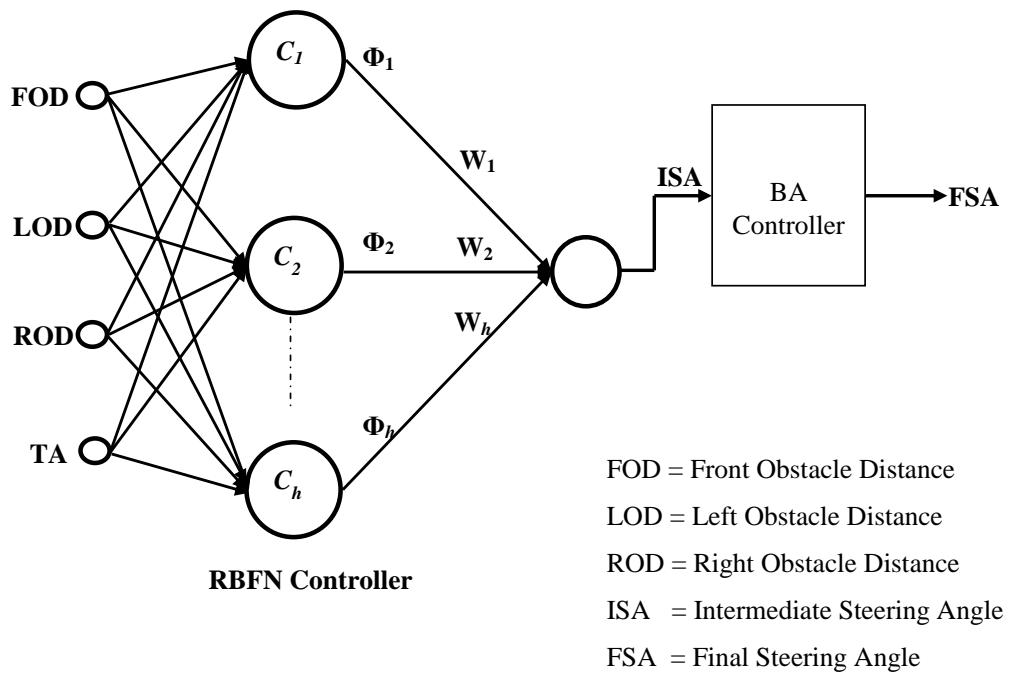 C1
Φ1
FOD
W1
ISA
BA
Controller
FSA
LOD
C2
Φ2
W2
ROD
Wh
Φh
TA
Ch
RBFN Controller
FOD = Front Obstacle Distance
LOD = Left Obstacle Distance
ROD = Right Obstacle Distance
ISA = Intermediate Steering Angle
FSA = Final Steering Angle